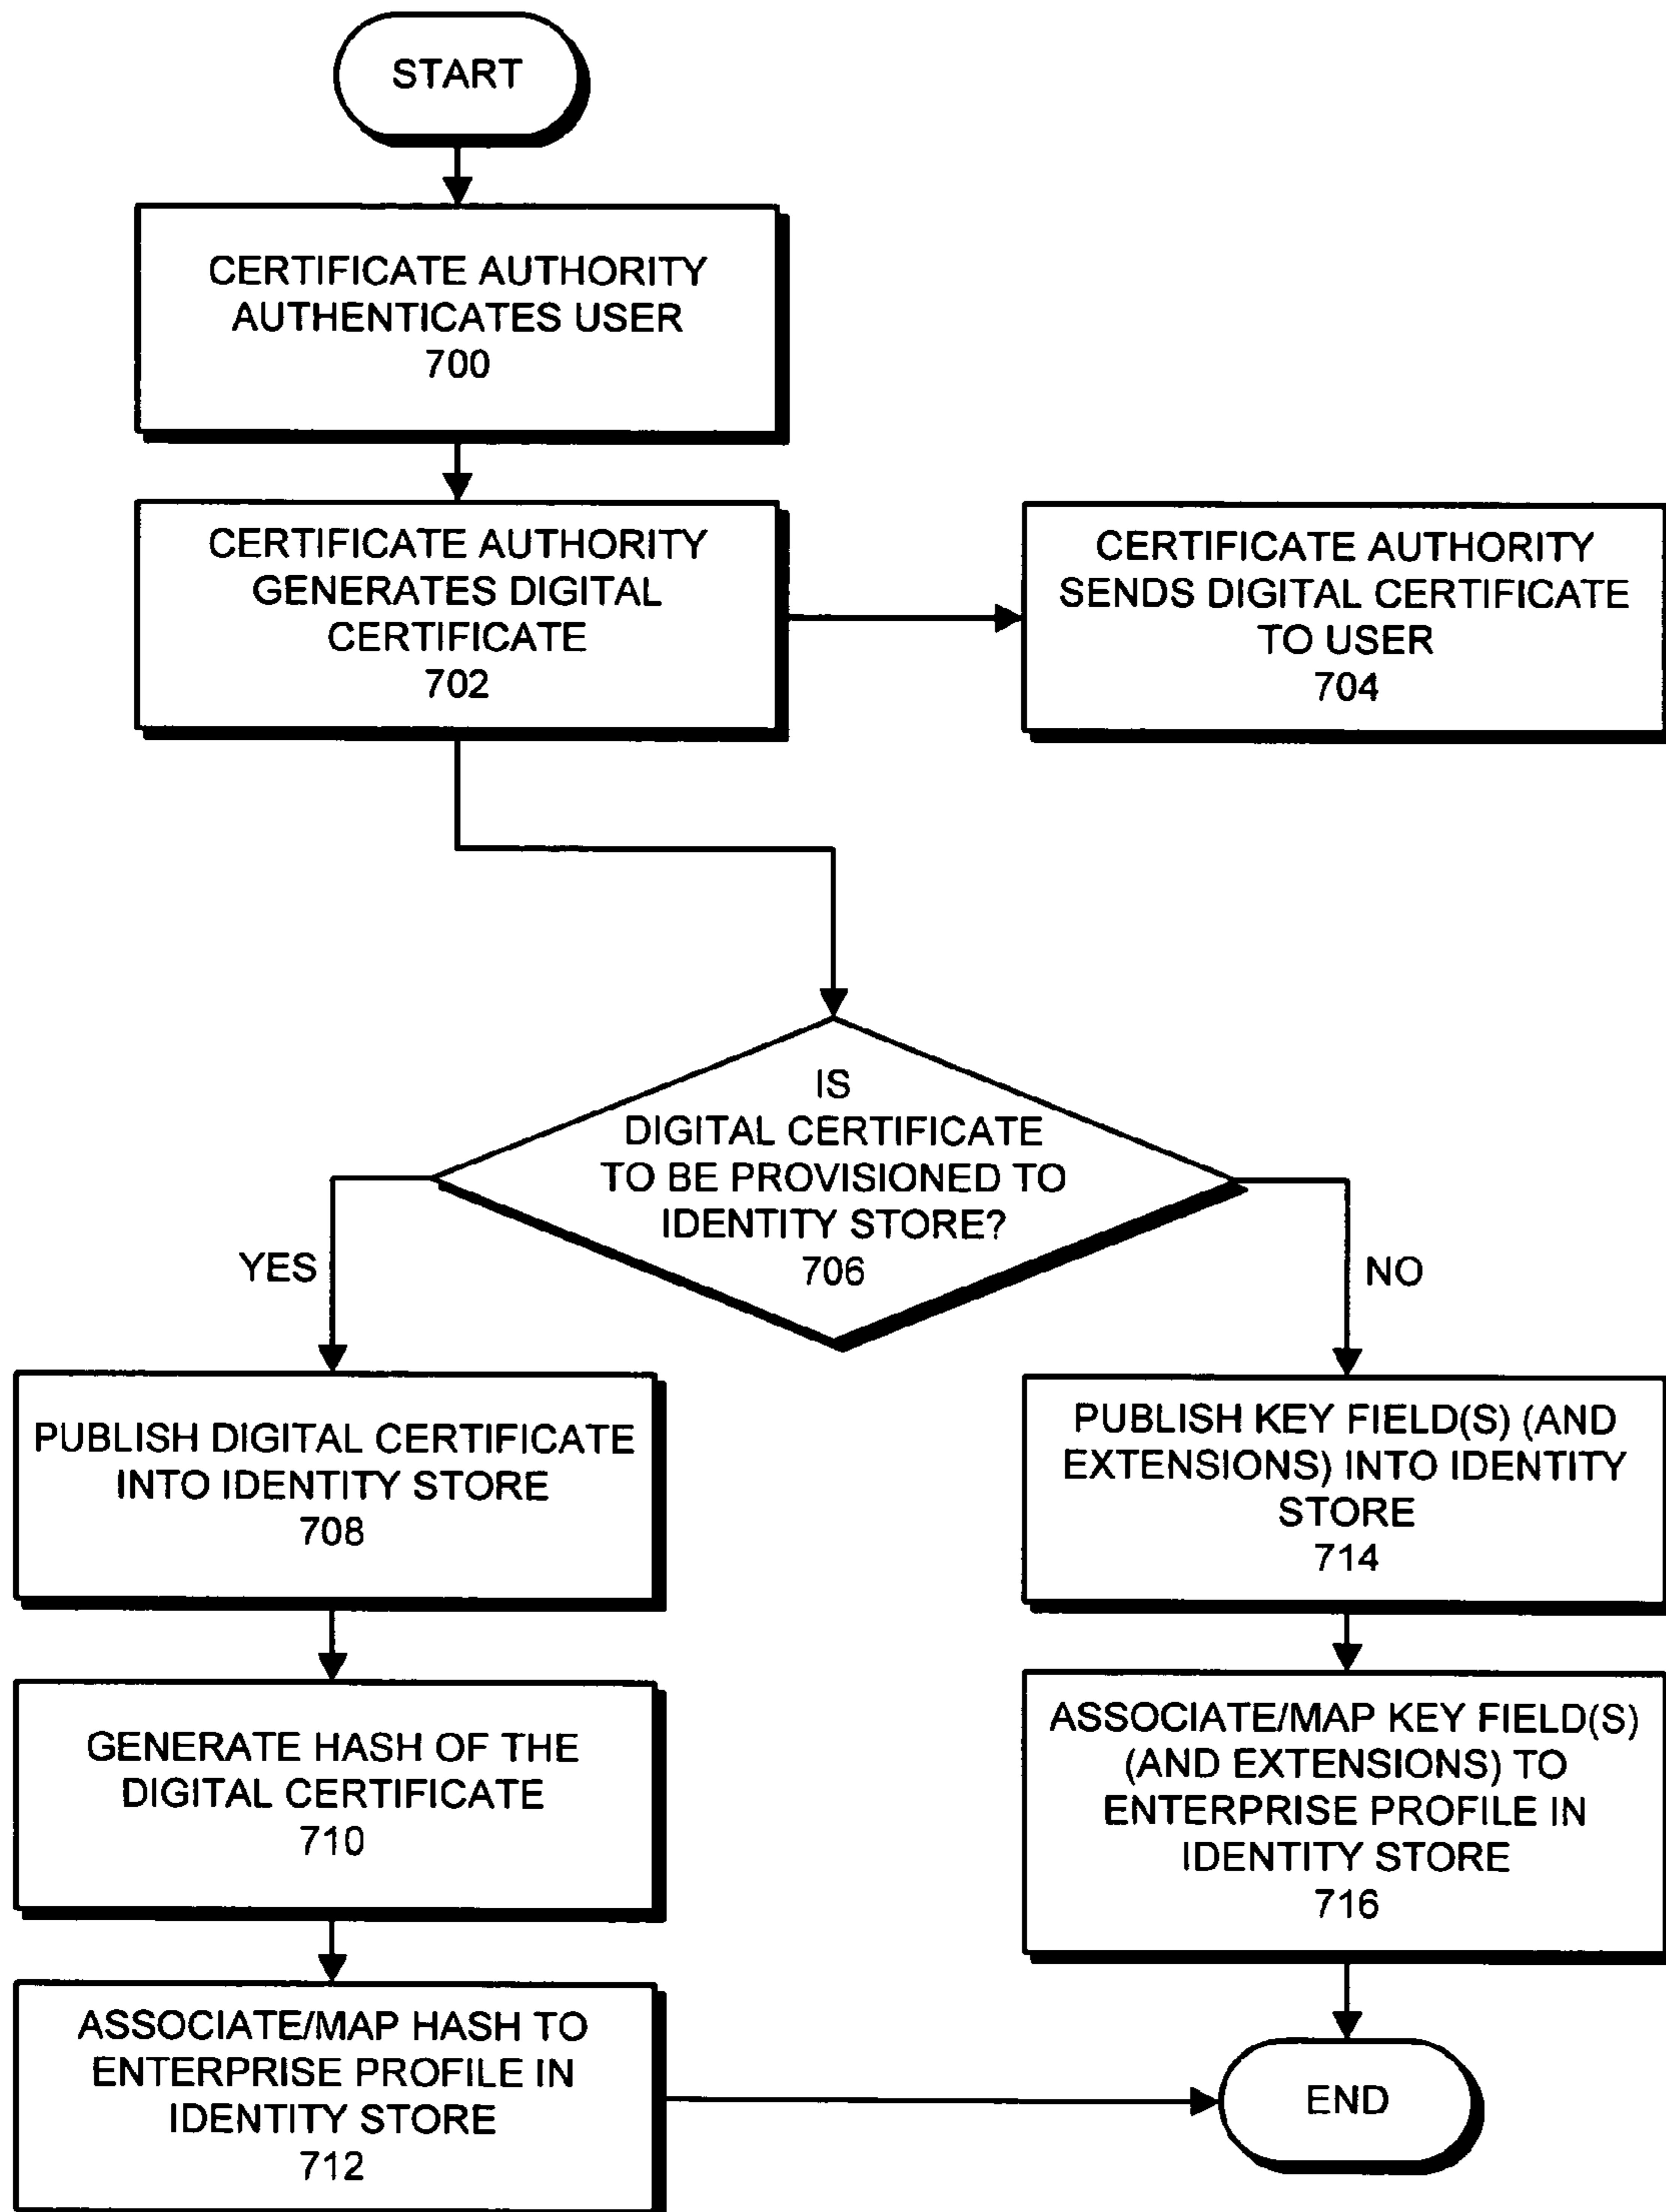 START
CERTIFICATE AUTHORITY
AUTHENTICATES USER
700
CERTIFICATE AUTHORITY
GENERATES DIGITAL
CERTIFICATE
702
CERTIFICATE AUTHORITY
SENDS DIGITAL CERTIFICATE
TO USER
704
IS
DIGITAL CERTIFICATE
TO BE PROVISIONED TO
IDENTITY STORE?
706
YES
NO
PUBLISH DIGITAL CERTIFICATE
INTO IDENTITY STORE
708
PUBLISH KEY FIELD(S) (AND
EXTENSIONS) INTO IDENTITY
STORE
714
GENERATE HASH OF THE
DIGITAL CERTIFICATE
710
ASSOCIATE/MAP KEY FIELD(S)
(AND EXTENSIONS) TO
ENTERPRISE PROFILE IN
IDENTITY STORE
716
ASSOCIATE/MAP HASH TO
ENTERPRISE PROFILE IN
IDENTITY STORE
712
END